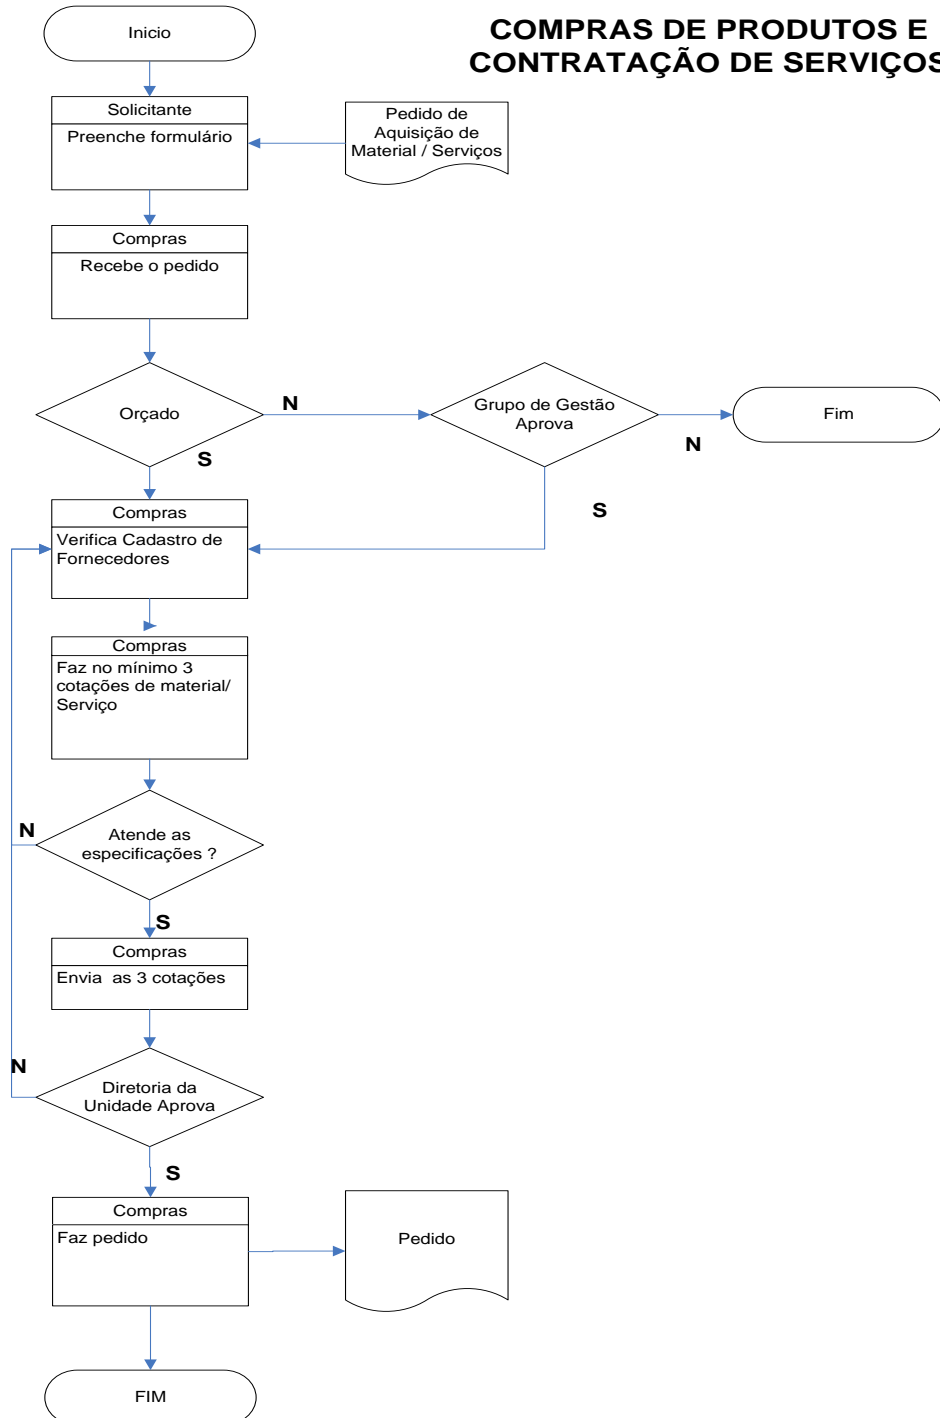 COMPRAS DE PRODUTOS E
CONTRATAÇÃO DE SERVIÇOS
Inicio
Solicitante
Preenche formulário
Pedido de
Aquisição de
Material / Serviços
Compras
Recebe o pedido
Orçado
N
Grupo de Gestão
Aprova
N
Fim
S
S
Compras
Verifica Cadastro de
Fornecedores
Compras
Faz no mínimo 3
cotações de material/
Serviço
N
Atende as
especificações ?
S
Compras
Envia as 3 cotações
N
Diretoria da
Unidade Aprova
S
Compras
Faz pedido
Pedido
FIM